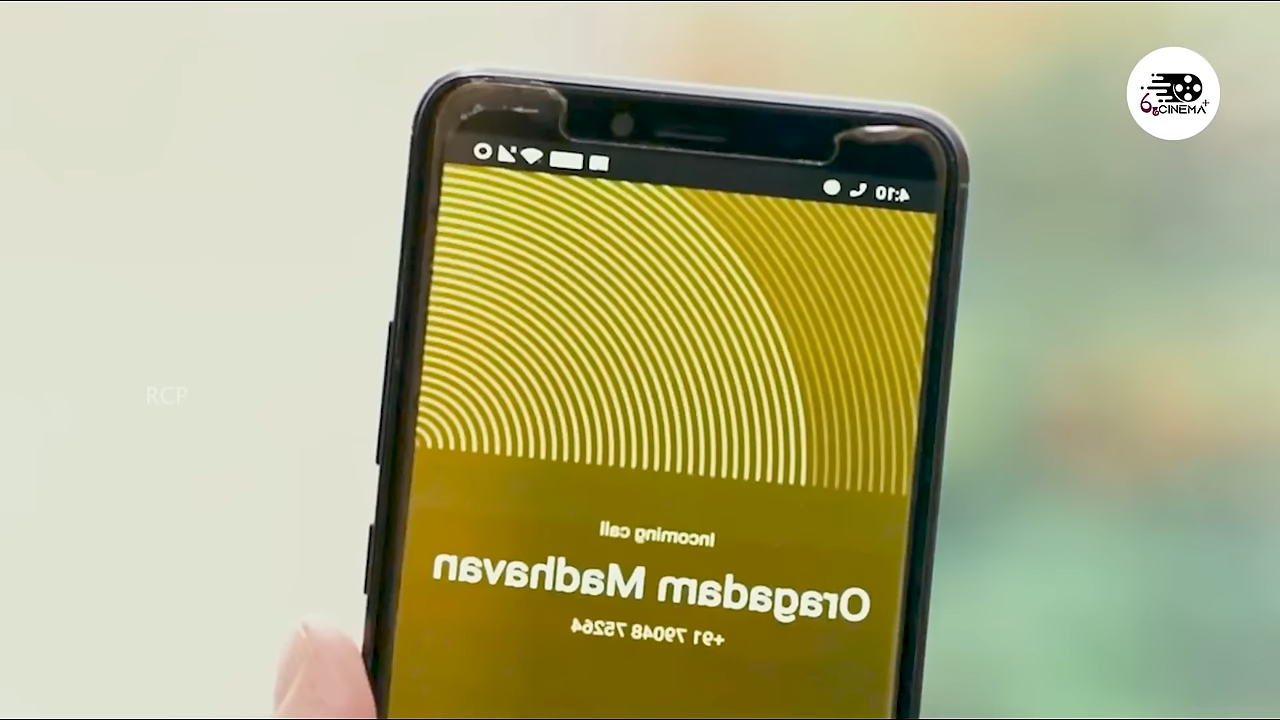 CINEMA+
4:10
RCP
Incoming call
Oragadam Madhavan
+91 79048 75264